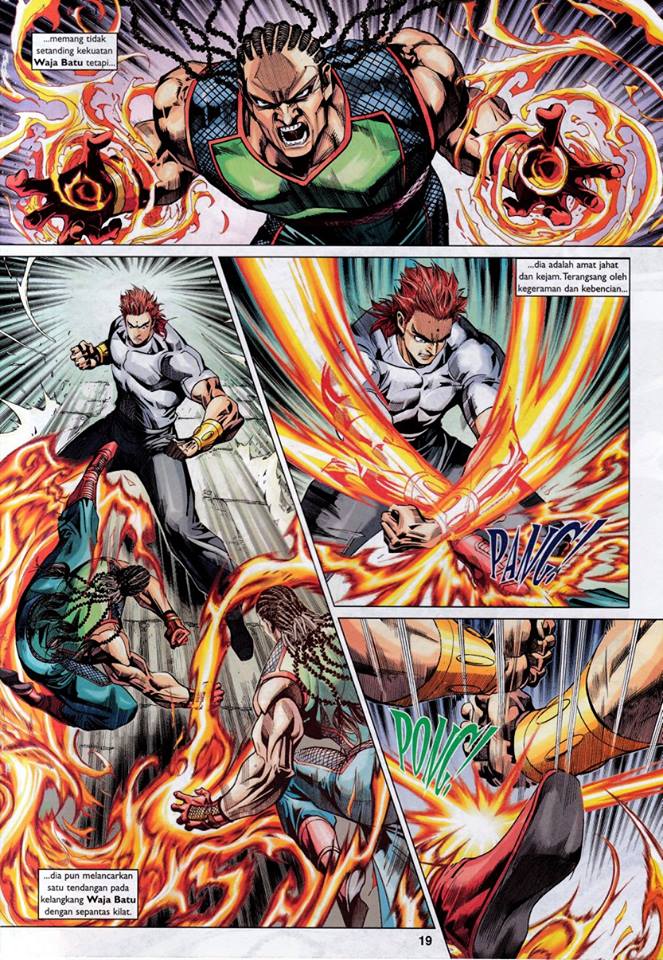 ...memang tidak
setanding kekuatan
Waja Batu tetapi...
...dia adalah amat jahat
dan kejam. Terangsang oleh
kegeraman dan kebencian...
PANG!
PONG!
...dia pun melancarkan
satu tendangan pada
kelangkang Waja Batu
dengan sepantas kilat.
19